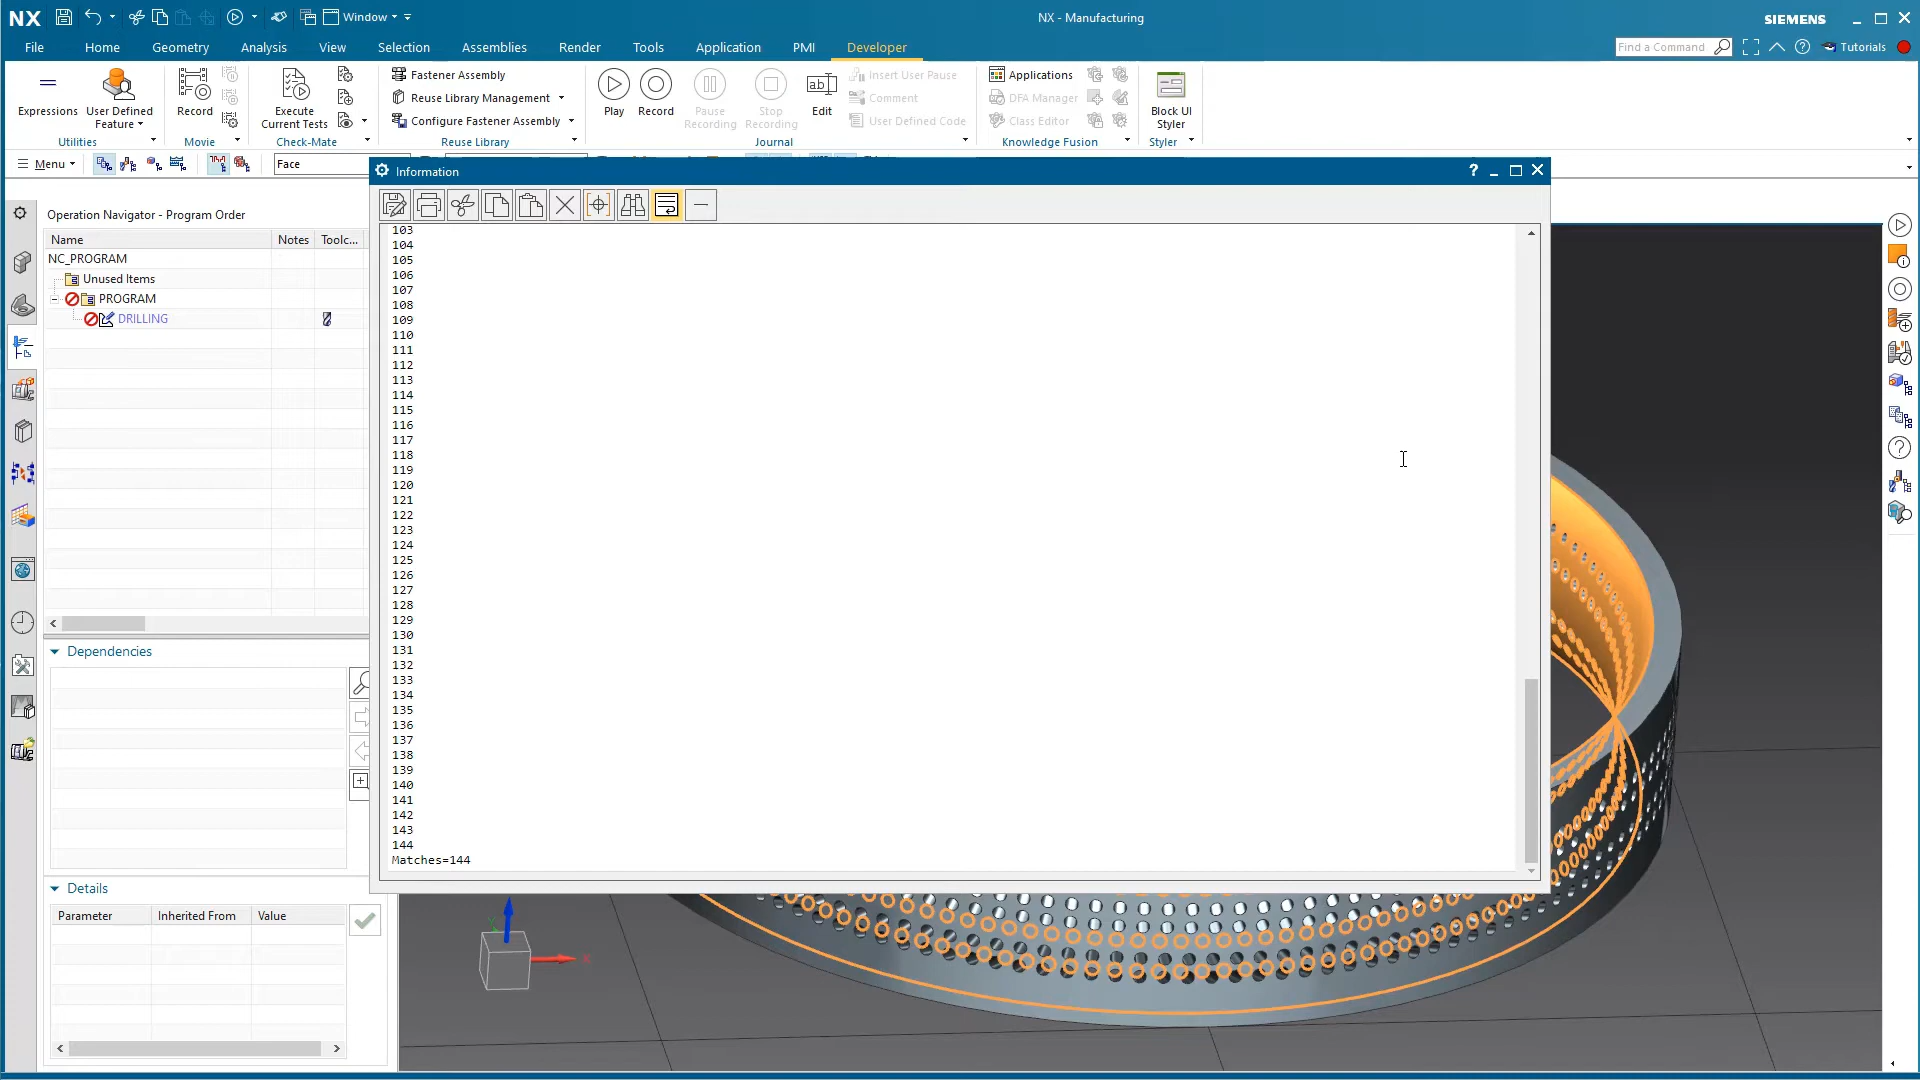 NX
Window
NX - Manufacturing
SIEMENS
File
Home
Geometry
Analysis
View
Selection
Assemblies
Render
Tools
Application
PMI
Developer
Find a Command
Tutorials
Expressions
User Defined
Feature
Utilities
Record
Movie
Execute
Current Tests
Check-Mate
Fastener Assembly
Reuse Library Management
Configure Fastener Assembly
Reuse Library
Play
Record
Pause
Recording
Stop
Recording
Edit
Insert User Pause
Comment
User Defined Code
Journal
Applications
DFA Manager
Class Editor
Knowledge Fusion
Block UI
Styler
Styler
Menu
Face
Information
Operation Navigator - Program Order
Name
Notes
Toolc...
NC_PROGRAM
Unused Items
PROGRAM
DRILLING
Dependencies
Details
Parameter
Inherited From
Value
103
104
105
106
107
108
109
110
111
112
113
114
115
116
117
118
119
120
121
122
123
124
125
126
127
128
129
130
131
132
133
134
135
136
137
138
139
140
141
142
143
144
Matches=144
X